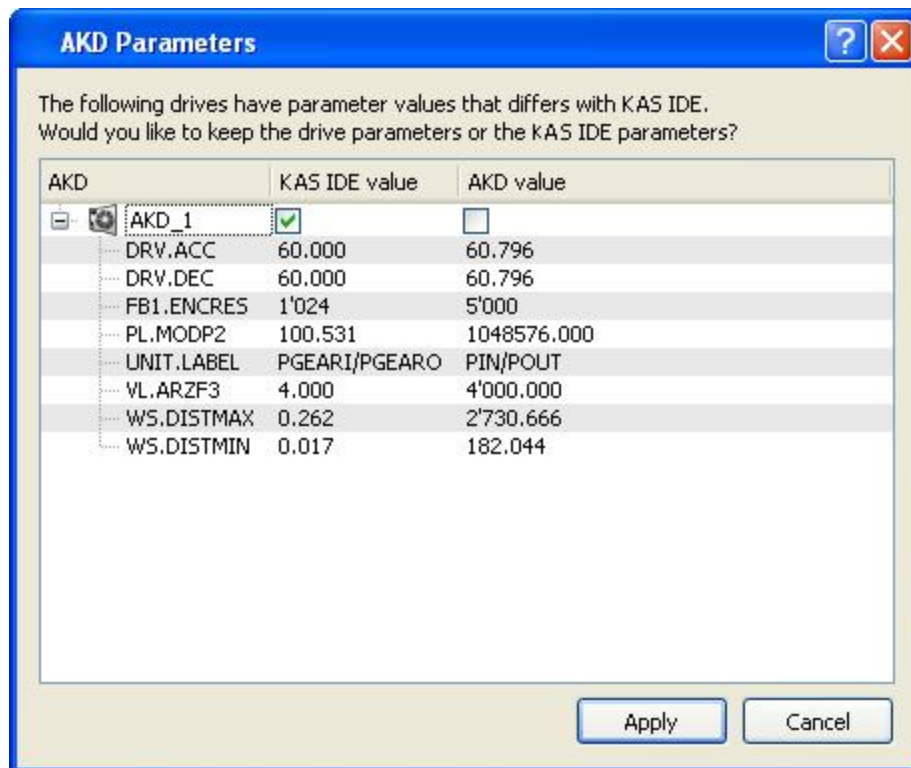 AKD Parameters
The following drives have parameter values that differs with KAS IDE.
Would you like to keep the drive parameters or the KAS IDE parameters?
AKD KAS IDE value AKD value
AKD_1
DRV.ACC 60.000 60.796
DRV.DEC 60.000 60.796
FB1.ENCRES 1'024 5'000
PL.MODP2 100.531 1048576.000
UNIT.LABEL PGEARI/PGEARO PIN/POUT
VL.ARZF3 4.000 4'000.000
WS.DISTMAX 0.262 2'730.666
WS.DISTMIN 0.017 182.044
Apply Cancel